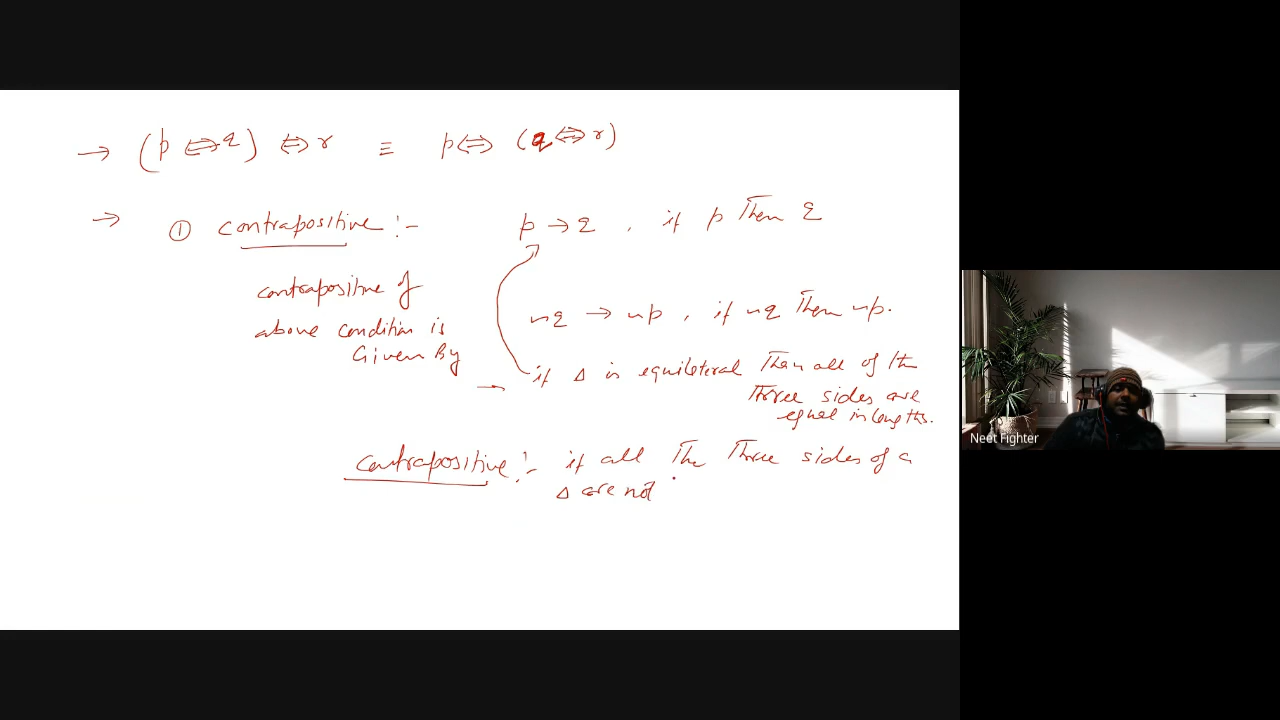 → (p ⇔ q) ⇔ r ≡ p ⇔ (q ⇔ r)
→ ① contrapositive :- p → q , if p Then q
contrapositive of
above condition is
Given By
~q → ~p , if ~q Then ~p.
→ if Δ is equilateral Then all of the
Three sides are
equal in lengths.
contrapositive :- if all The Three sides of a
Δ are not
Neet Fighter